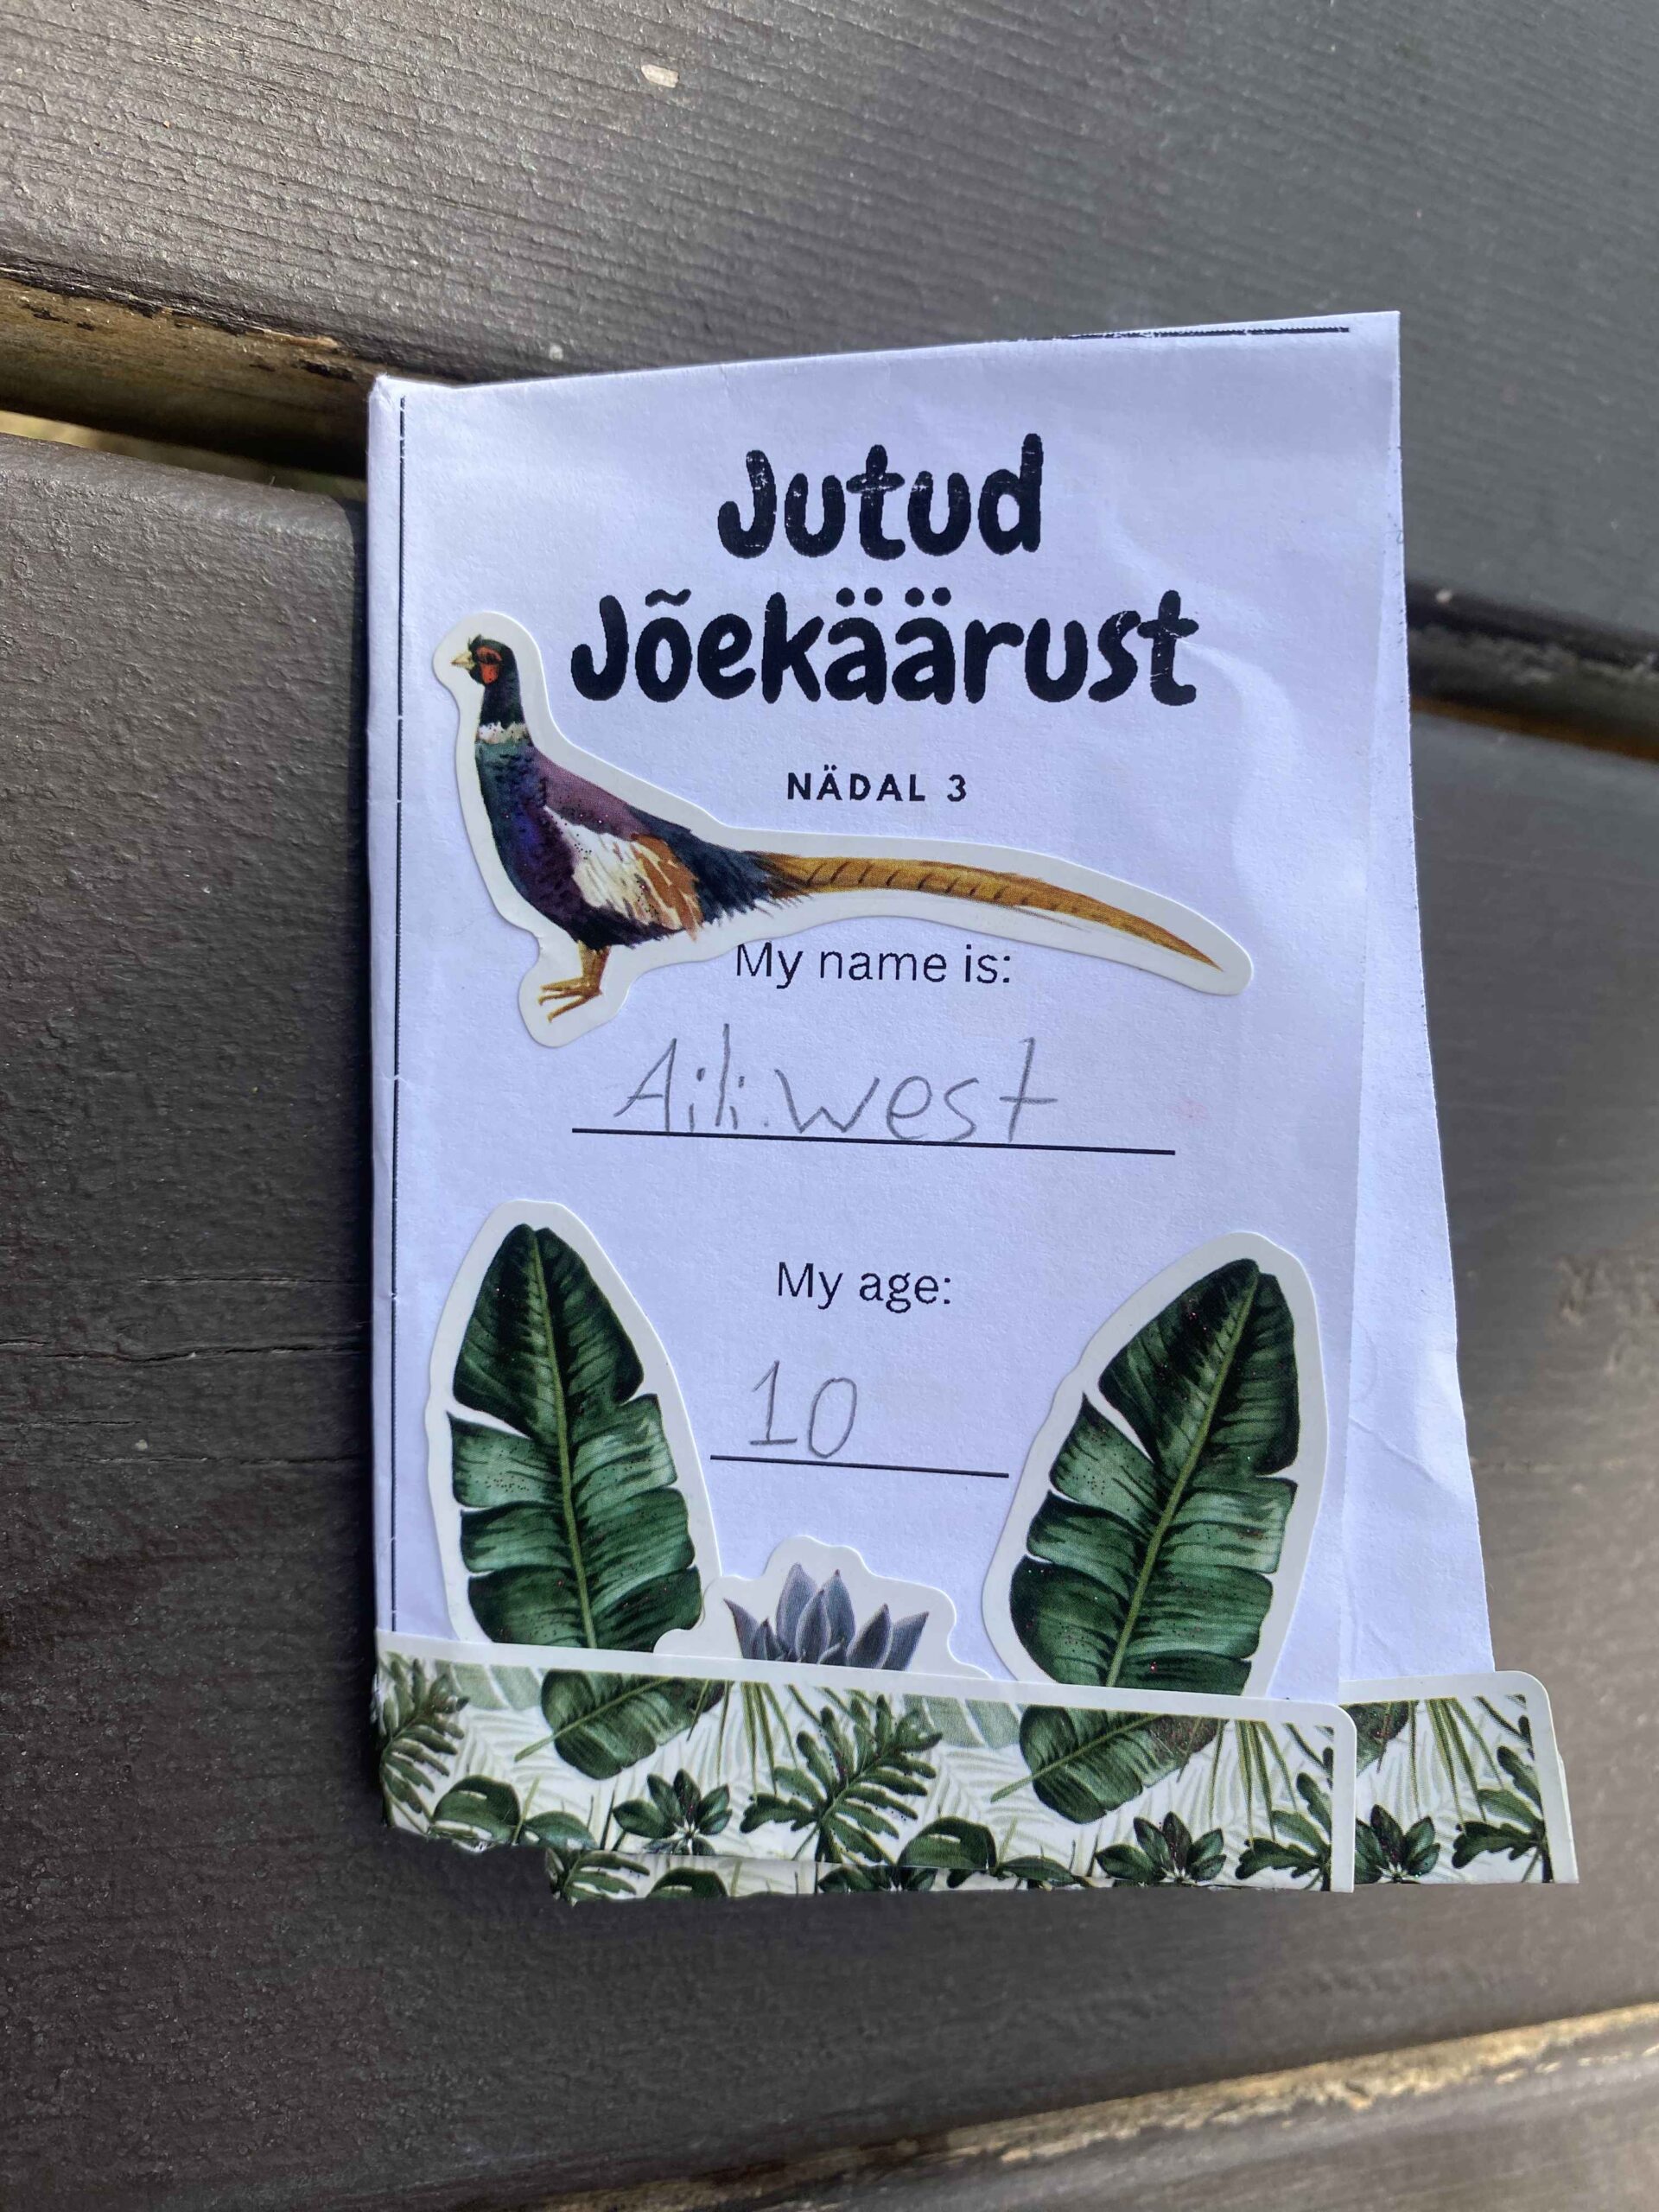 Jutud
Jõekäärust
NÄDAL 3
My name is:
Aili.West
My age:
10